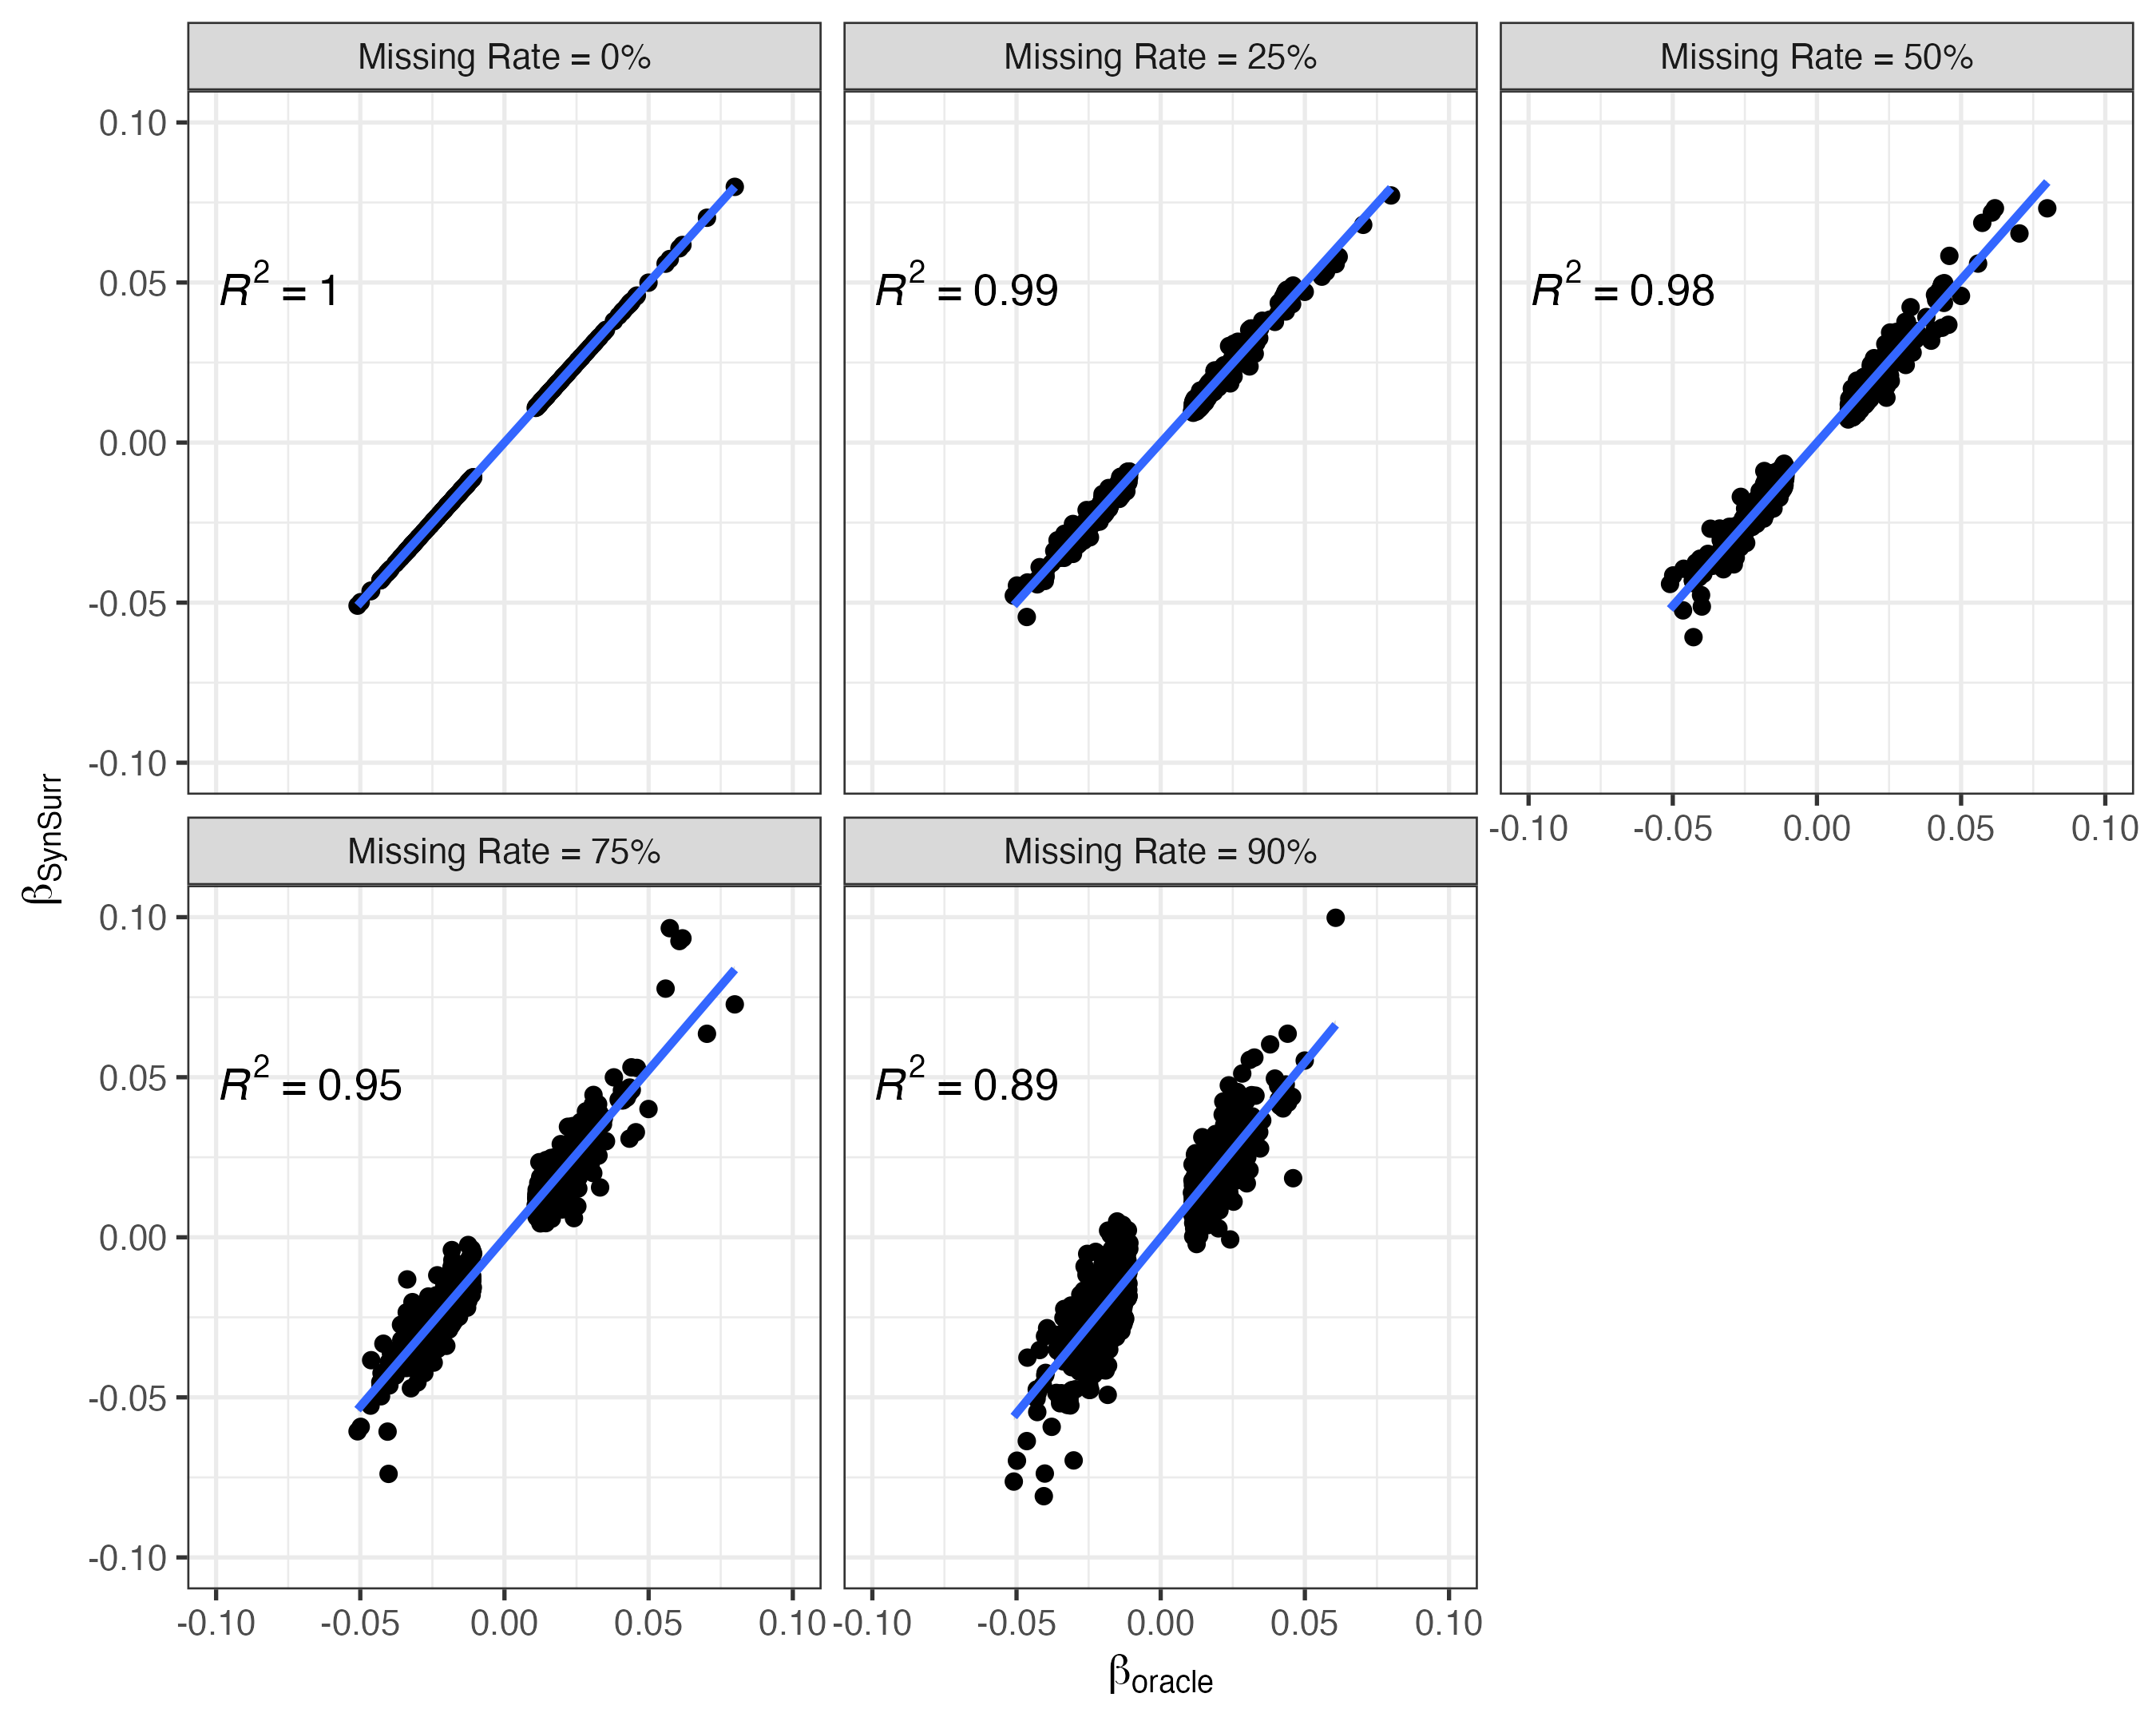 Missing Rate = 0%
Missing Rate = 25%
Missing Rate = 50%
0.10
0.05
0.00
-0.05
-0.10
R² = 1
R² = 0.99
R² = 0.98
-0.10 -0.05 0.00 0.05 0.10
Missing Rate = 75%
Missing Rate = 90%
0.10
0.05
0.00
-0.05
-0.10
R² = 0.95
R² = 0.89
-0.10 -0.05 0.00 0.05 0.10
-0.10 -0.05 0.00 0.05 0.10
βSynSurr
βoracle